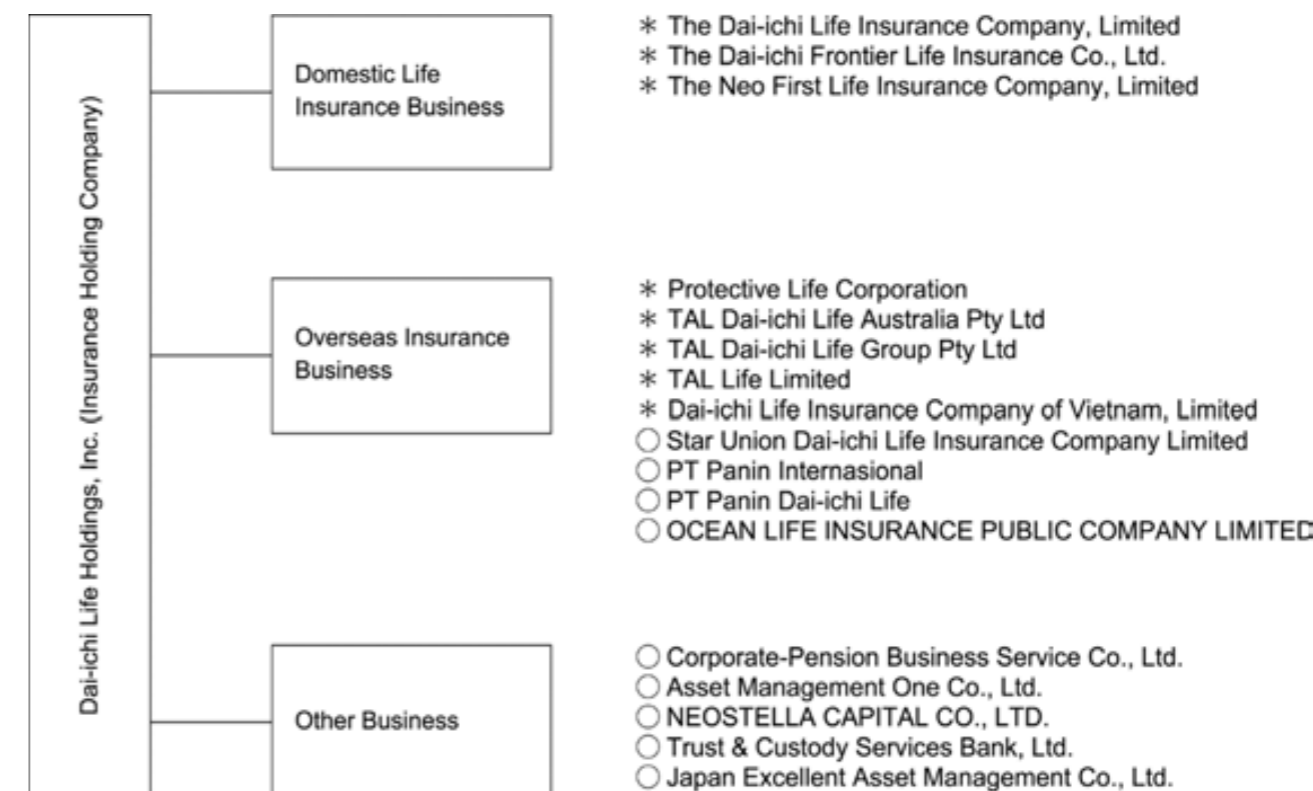 Dai-ichi Life Holdings, Inc. (Insurance Holding Company)
Domestic Life
Insurance Business
* The Dai-ichi Life Insurance Company, Limited
* The Dai-ichi Frontier Life Insurance Co., Ltd.
* The Neo First Life Insurance Company, Limited
Overseas Insurance
Business
* Protective Life Corporation
* TAL Dai-ichi Life Australia Pty Ltd
* TAL Dai-ichi Life Group Pty Ltd
* TAL Life Limited
* Dai-ichi Life Insurance Company of Vietnam, Limited
○ Star Union Dai-ichi Life Insurance Company Limited
○ PT Panin Internasional
○ PT Panin Dai-ichi Life
○ OCEAN LIFE INSURANCE PUBLIC COMPANY LIMITED
Other Business
○ Corporate-Pension Business Service Co., Ltd.
○ Asset Management One Co., Ltd.
○ NEOSTELLA CAPITAL CO., LTD.
○ Trust & Custody Services Bank, Ltd.
○ Japan Excellent Asset Management Co., Ltd.